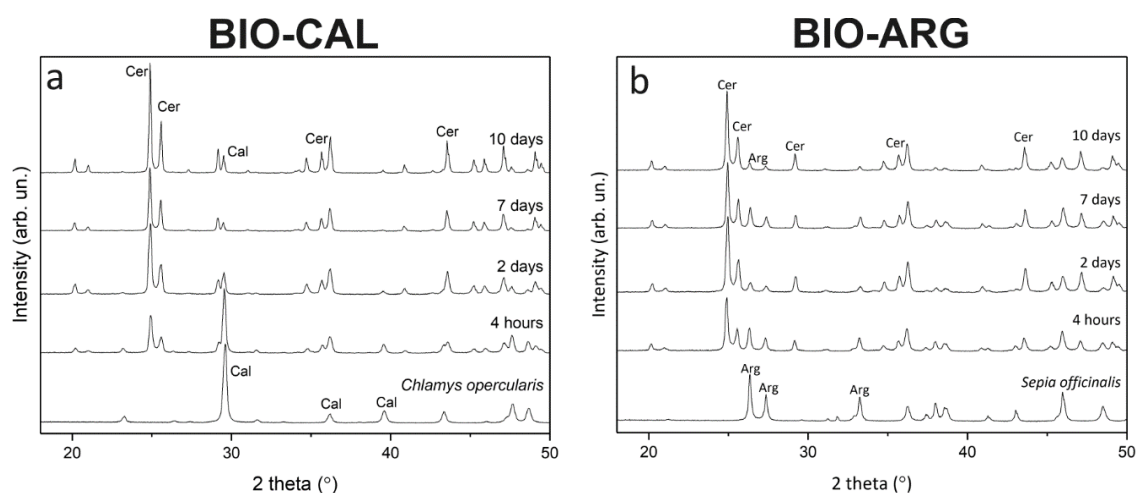 BIO-CAL
a
Cer
Cer
Cal
Cer
Cer
10 days
7 days
2 days
4 hours
Chlamys opercularis
Cal
Cal
Cal
Intensity (arb. un.)
20
30
40
50
2 theta (°)
BIO-ARG
b
Cer
Cer
Arg
Cer
Cer
Cer
10 days
7 days
2 days
4 hours
Sepia officinalis
Arg
Arg
Arg
Intensity (arb. un.)
20
30
40
50
2 theta (°)